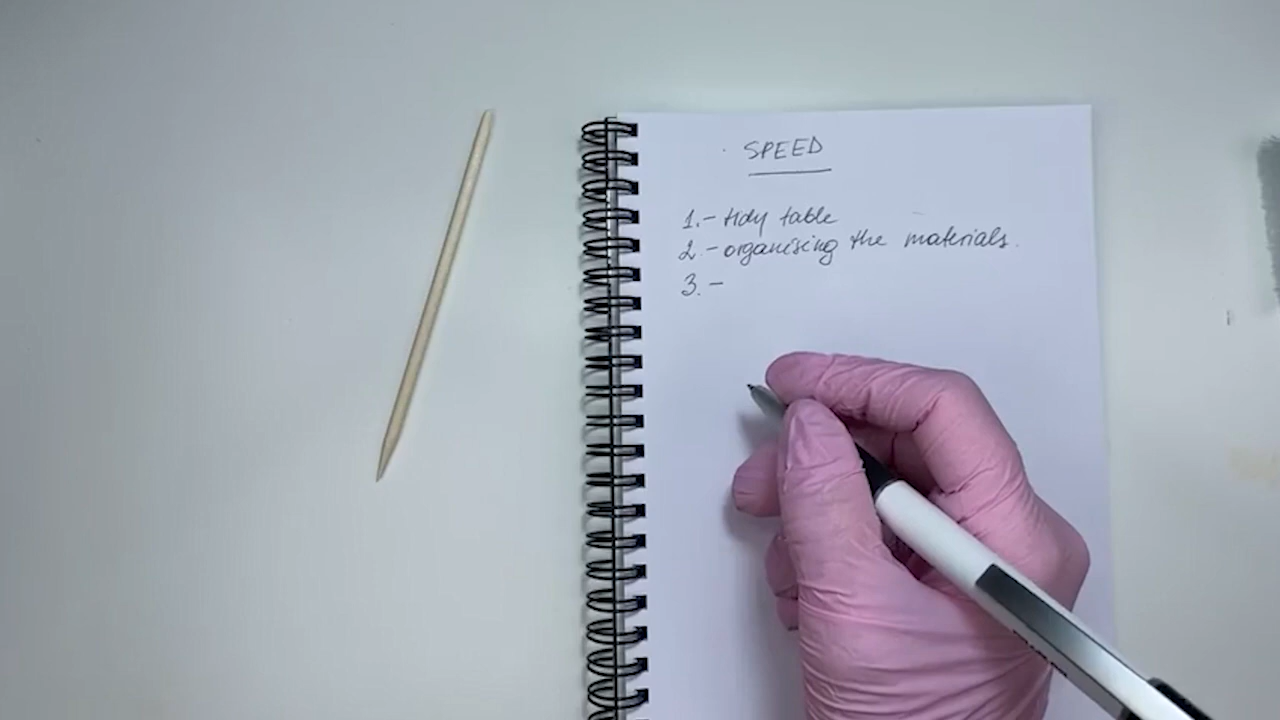 SPEED
1.- tidy table
2.- organising the materials.
3.-